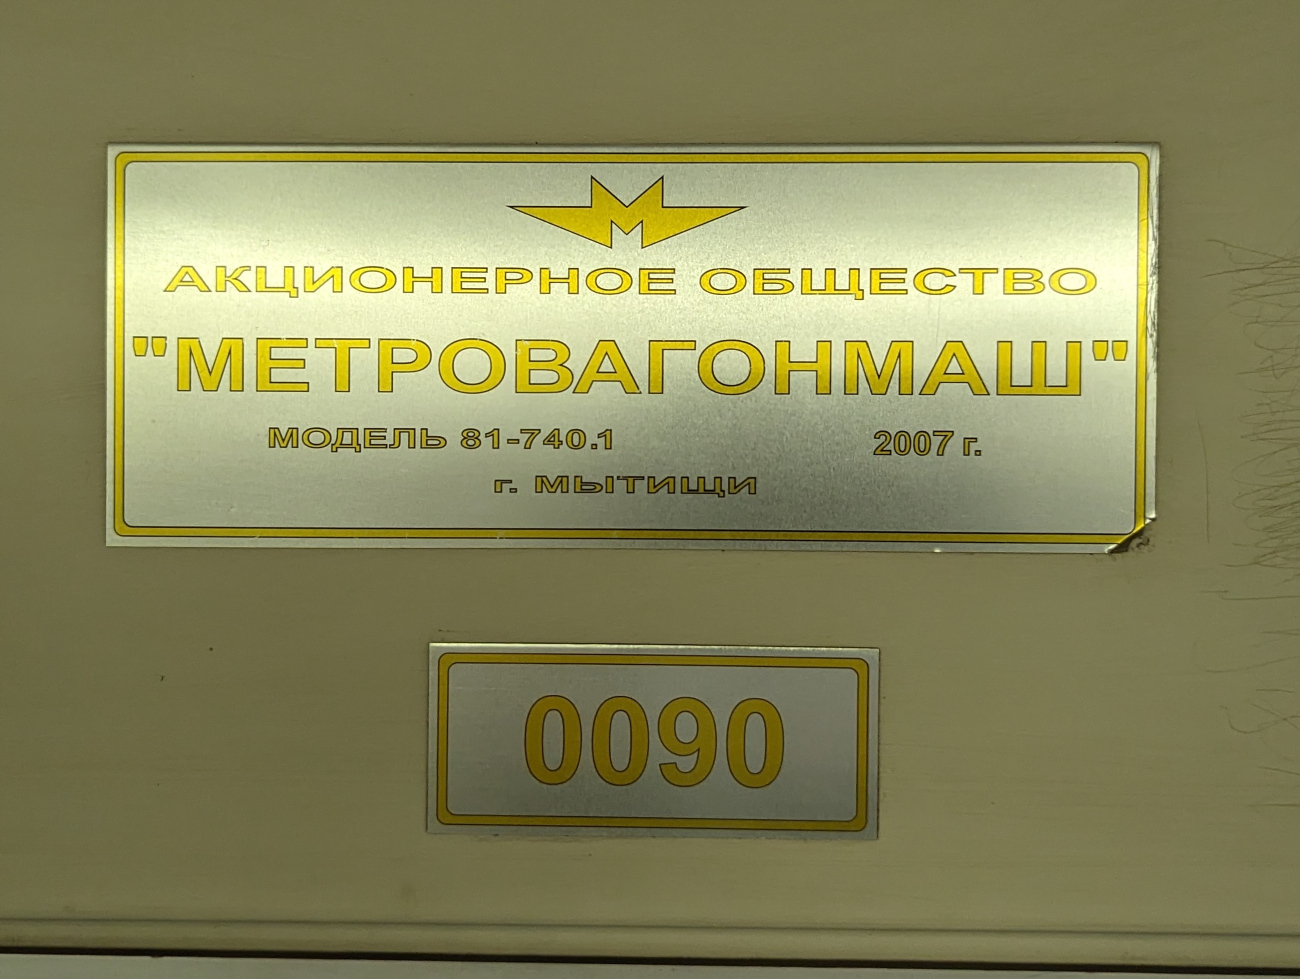 АКЦИОНЕРНОЕ ОБЩЕСТВО
"МЕТРОВАГОНМАШ"
МОДЕЛЬ 81-740.1 2007 г.
г. МЫТИЩИ
0090